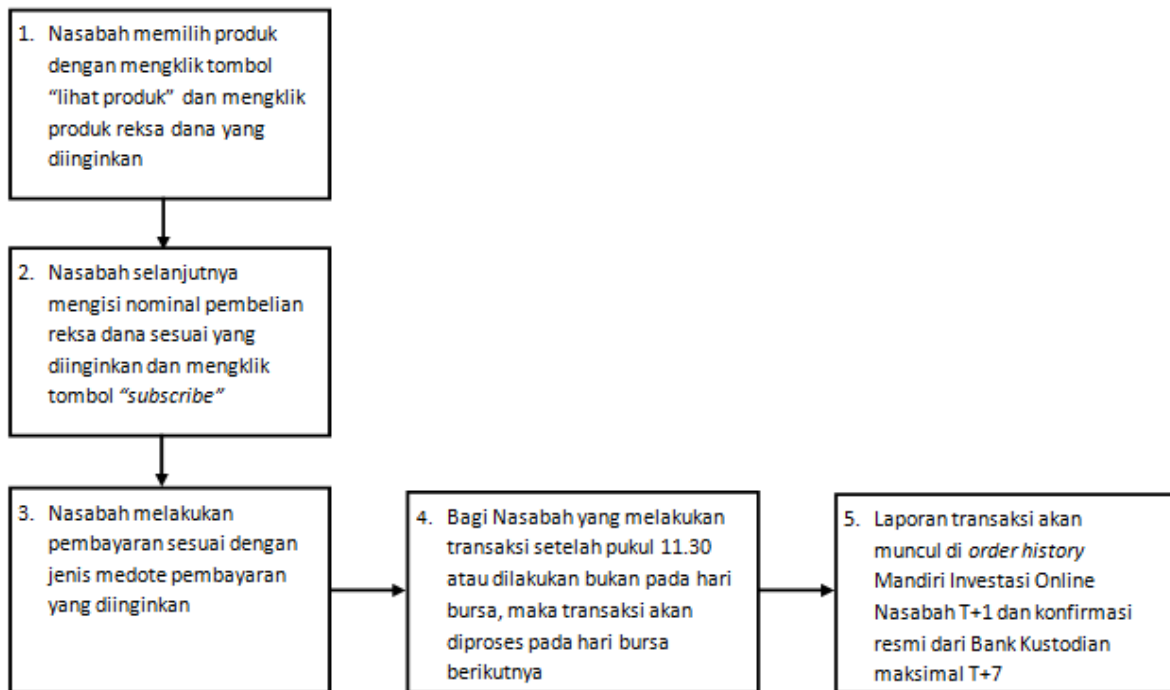 1. Nasabah memilih produk
dengan mengklik tombol
“lihat produk” dan mengklik
produk reksa dana yang
diinginkan
2. Nasabah selanjutnya
mengisi nominal pembelian
reksa dana sesuai yang
diinginkan dan mengklik
tombol “subscribe”
3. Nasabah melakukan
pembayaran sesuai dengan
jenis medote pembayaran
yang diinginkan
4. Bagi Nasabah yang melakukan
transaksi setelah pukul 11.30
atau dilakukan bukan pada hari
bursa, maka transaksi akan
diproses pada hari bursa
berikutnya
5. Laporan transaksi akan
muncul di order history
Mandiri Investasi Online
Nasabah T+1 dan konfirmasi
resmi dari Bank Kustodian
maksimal T+7